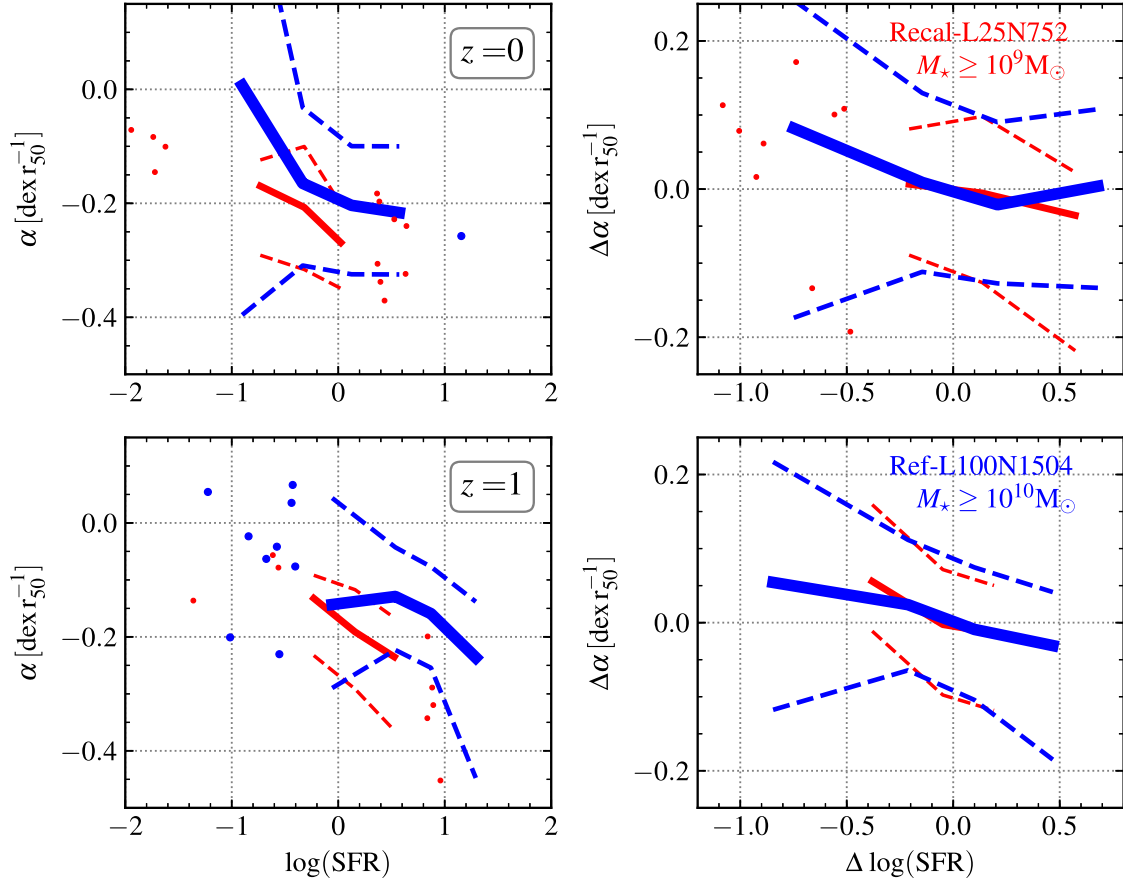 z = 0
0.0
−0.2
−0.4
α [dex r₅₀⁻¹]
−2 −1 0 1 2
Recal-L25N752
M⋆ ≥ 10⁹M⊙
0.2
0.0
−0.2
Δα [dex r₅₀⁻¹]
−1.0 −0.5 0.0 0.5
z = 1
0.0
−0.2
−0.4
α [dex r₅₀⁻¹]
−2 −1 0 1 2
log(SFR)
Ref-L100N1504
M⋆ ≥ 10¹⁰M⊙
0.2
0.0
−0.2
Δα [dex r₅₀⁻¹]
−1.0 −0.5 0.0 0.5
Δ log(SFR)